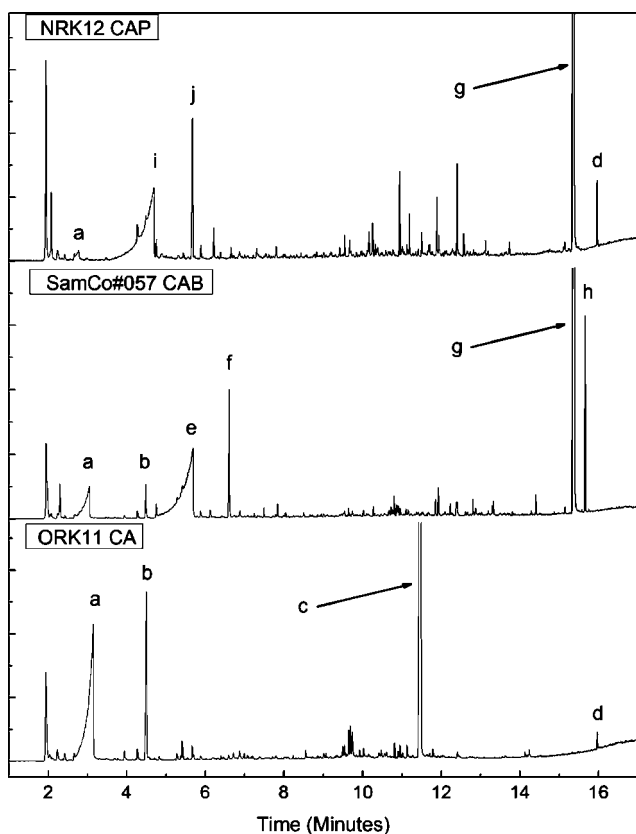 NRK12 CAP
g
j
i
d
a
SamCo#057 CAB
h
g
f
e
a
b
ORK11 CA
b
a
c
d
2 4 6 8 10 12 14 16
Time (Minutes)